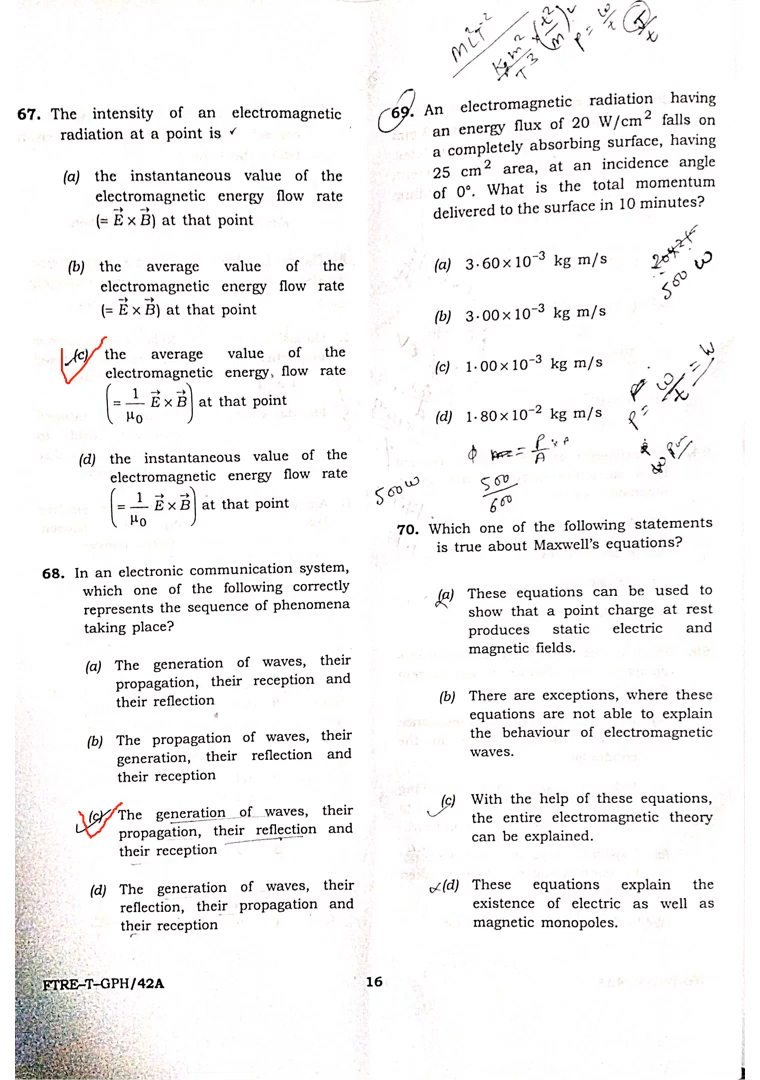 67. The intensity of an electromagnetic
radiation at a point is ✓
(a) the instantaneous value of the
electromagnetic energy flow rate
(= E⃗ × B⃗) at that point
(b) the average value of the
electromagnetic energy flow rate
(= E⃗ × B⃗) at that point
(c) the average value of the
electromagnetic energy flow rate
(= 1/μ₀ E⃗ × B⃗) at that point
(d) the instantaneous value of the
electromagnetic energy flow rate
(= 1/μ₀ E⃗ × B⃗) at that point
68. In an electronic communication system,
which one of the following correctly
represents the sequence of phenomena
taking place?
(a) The generation of waves, their
propagation, their reception and
their reflection
(b) The propagation of waves, their
generation, their reflection and
their reception
(c) The generation of waves, their
propagation, their reflection and
their reception
(d) The generation of waves, their
reflection, their propagation and
their reception
ML²T⁻²
69. An electromagnetic radiation having
an energy flux of 20 W/cm² falls on
a completely absorbing surface, having
25 cm² area, at an incidence angle
of 0°. What is the total momentum
delivered to the surface in 10 minutes?
(a) 3·60×10⁻³ kg m/s
500 W
(b) 3·00×10⁻³ kg m/s
(c) 1·00×10⁻³ kg m/s
(d) 1·80×10⁻² kg m/s
500 W
500/600
70. Which one of the following statements
is true about Maxwell's equations?
(a) These equations can be used to
show that a point charge at rest
produces static electric and
magnetic fields.
(b) There are exceptions, where these
equations are not able to explain
the behaviour of electromagnetic
waves.
(c) With the help of these equations,
the entire electromagnetic theory
can be explained.
(d) These equations explain the
existence of electric as well as
magnetic monopoles.
FTRE–T–GPH/42A
16